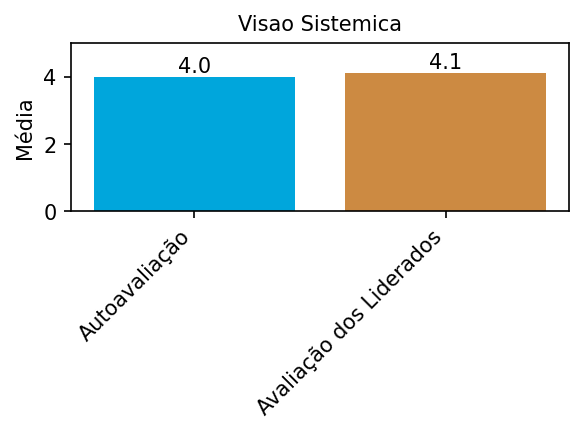 Visao Sistemica
4.0
4.1
Média
4
2
0
Autoavaliação
Avaliação dos Liderados